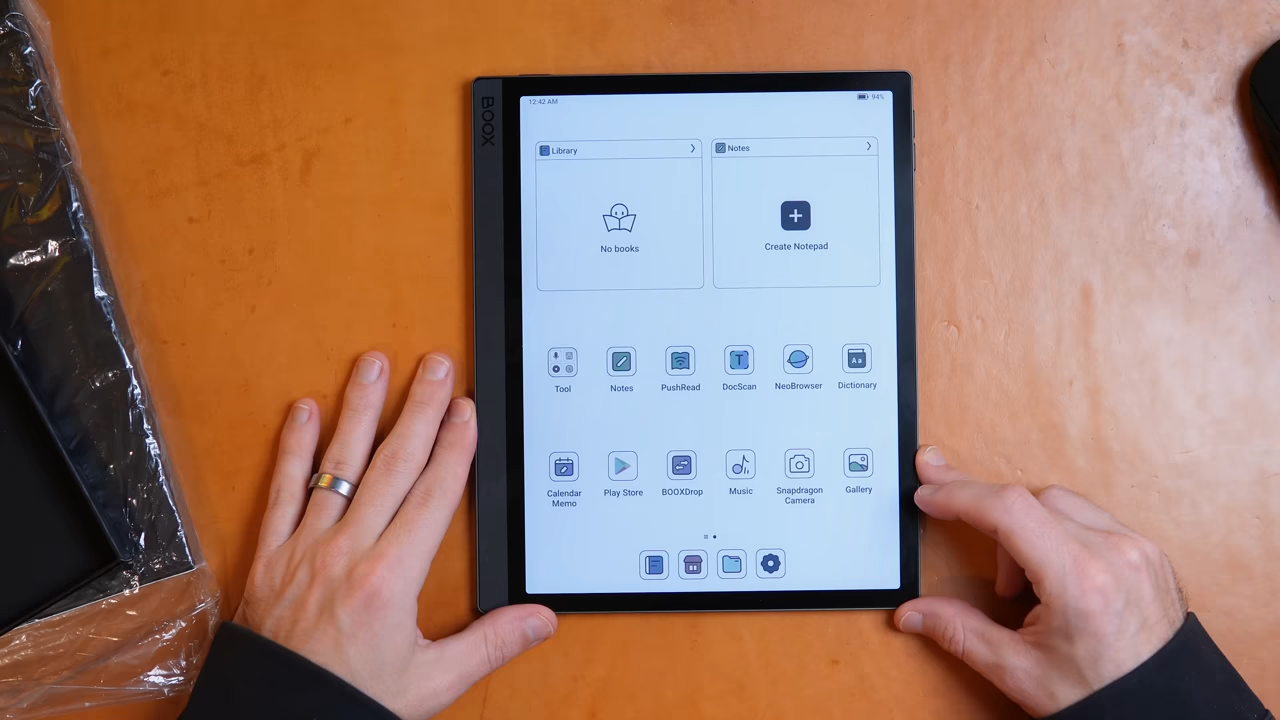 BOOX
12:42 AM
94%
Library
Notes
No books
Create Notepad
Tool
Notes
PushRead
DocScan
NeoBrowser
Dictionary
Calendar
Memo
Play Store
BOOXDrop
Music
Snapdragon
Camera
Gallery
T
Aa